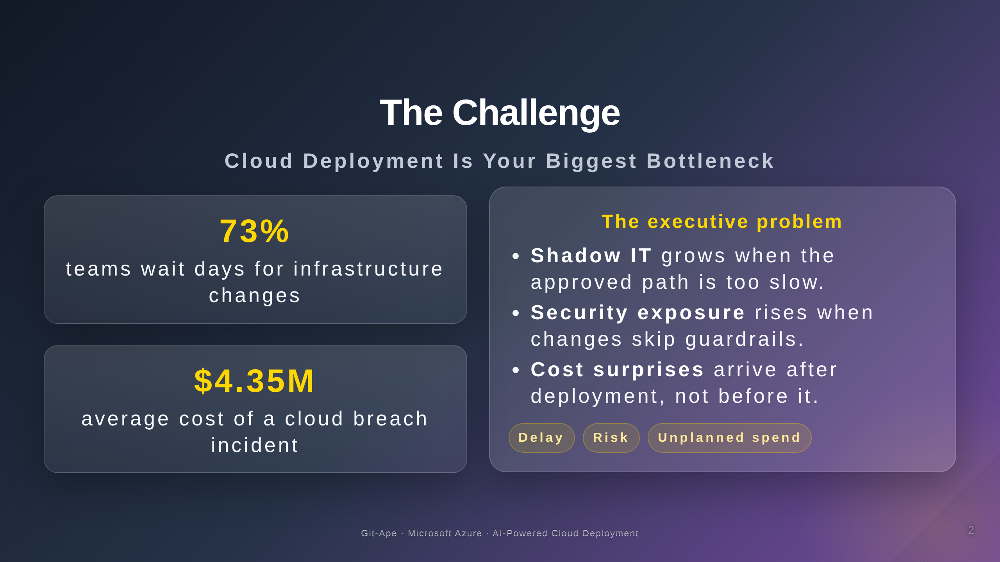 The Challenge
Cloud Deployment Is Your Biggest Bottleneck
73%
teams wait days for infrastructure
changes
$4.35M
average cost of a cloud breach
incident
The executive problem
• Shadow IT grows when the
approved path is too slow.
• Security exposure rises when
changes skip guardrails.
• Cost surprises arrive after
deployment, not before it.
Delay Risk Unplanned spend
Git-Ape · Microsoft Azure · AI-Powered Cloud Deployment
2